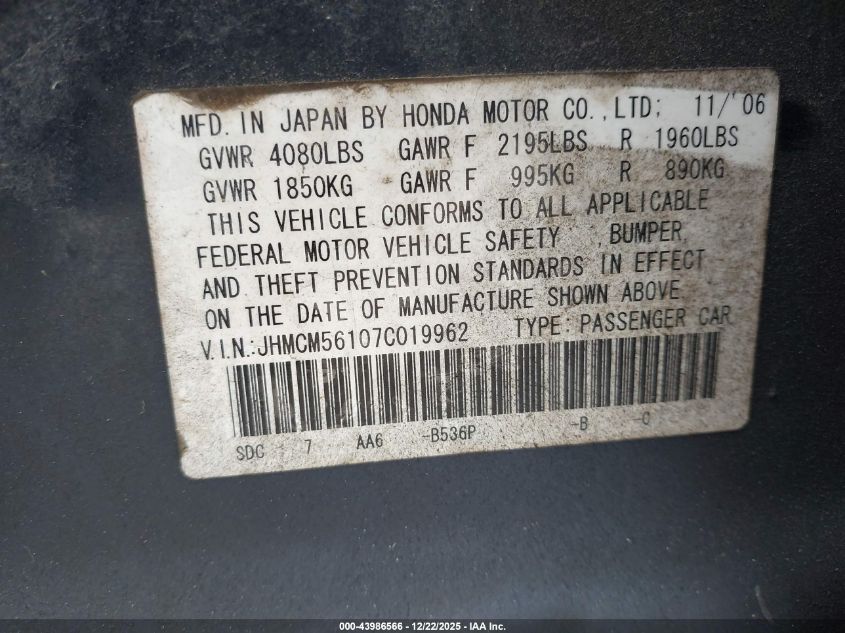 MFD. IN JAPAN BY HONDA MOTOR CO.,LTD; 11/'06
GVWR 4080LBS GAWR F 2195LBS R 1960LBS
GVWR 1850KG GAWR F 995KG R 890KG
THIS VEHICLE CONFORMS TO ALL APPLICABLE
FEDERAL MOTOR VEHICLE SAFETY ,BUMPER,
AND THEFT PREVENTION STANDARDS IN EFFECT
ON THE DATE OF MANUFACTURE SHOWN ABOVE
V.I.N.:JHMCM56107C019962 TYPE: PASSENGER CAR
SDC 7 AA6 -B536P -B -C
000-43986566 • 12/22/2025 • IAA Inc.